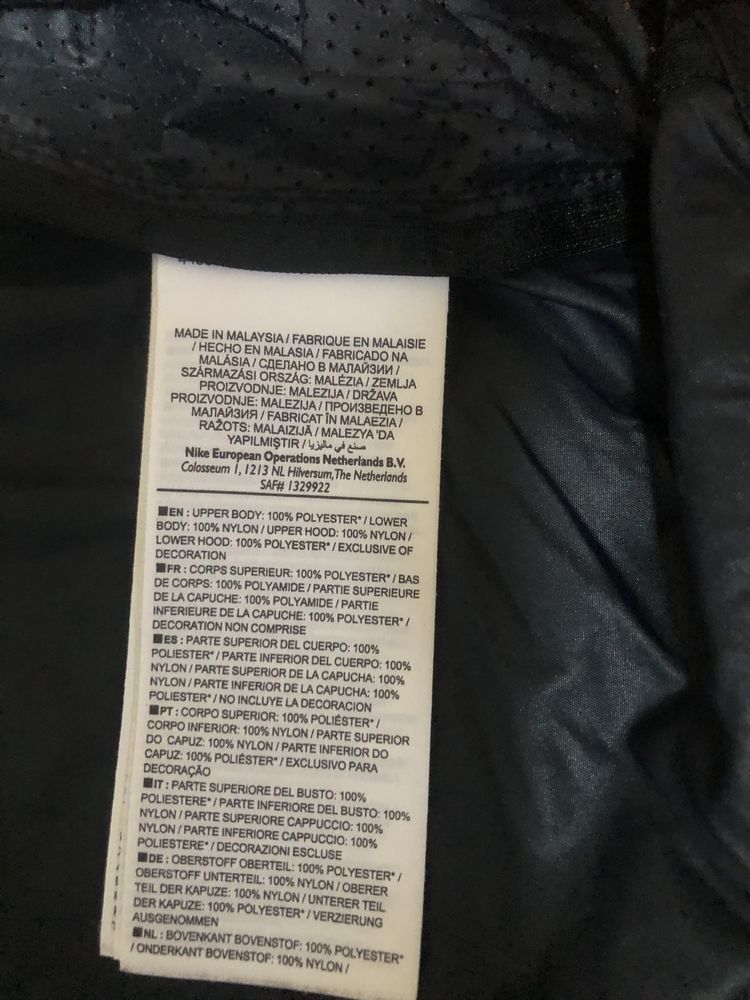 MADE IN MALAYSIA / FABRIQUE EN MALAISIE
/ HECHO EN MALASIA / FABRICADO NA
MALÁSIA / СДЕЛАНО В МАЛАЙЗИИ /
SZÁRMAZÁSI ORSZÁG: MALÉZIA / ZEMLJA
PROIZVODNJE: MALEZIJA / DRŽAVA
PROIZVODNJE: MALEZIJA / ПРОИЗВЕДЕНО В
МАЛАЙЗИЯ / FABRICAT ÎN MALAEZIA /
RAŽOTS: MALAIZIJĀ / MALEZYA 'DA
YAPILMIŞTIR / صنع في ماليزيا /
Nike European Operations Netherlands B.V.
Colosseum 1, 1213 NL Hilversum, The Netherlands
SAF# 1329922
EN : UPPER BODY: 100% POLYESTER* / LOWER
BODY: 100% NYLON / UPPER HOOD: 100% NYLON /
LOWER HOOD: 100% POLYESTER* / EXCLUSIVE OF
DECORATION
FR : CORPS SUPERIEUR: 100% POLYESTER* / BAS
DE CORPS: 100% POLYAMIDE / PARTIE SUPERIEURE
DE LA CAPUCHE: 100% POLYAMIDE / PARTIE
INFERIEURE DE LA CAPUCHE: 100% POLYESTER* /
DECORATION NON COMPRISE
ES : PARTE SUPERIOR DEL CUERPO: 100%
POLIESTER* / PARTE INFERIOR DEL CUERPO: 100%
NYLON / PARTE SUPERIOR DE LA CAPUCHA: 100%
NYLON / PARTE INFERIOR DE LA CAPUCHA: 100%
POLIESTER* / NO INCLUYE LA DECORACION
PT : CORPO SUPERIOR: 100% POLIÉSTER* /
CORPO INFERIOR: 100% NYLON / PARTE SUPERIOR
DO CAPUZ: 100% NYLON / PARTE INFERIOR DO
CAPUZ: 100% POLIÉSTER* / EXCLUSIVO PARA
DECORAÇÃO
IT : PARTE SUPERIORE DEL BUSTO: 100%
POLIESTERE* / PARTE INFERIORE DEL BUSTO: 100%
NYLON / PARTE SUPERIORE CAPPUCCIO: 100%
NYLON / PARTE INFERIORE CAPPUCCIO: 100%
POLIESTERE* / DECORAZIONI ESCLUSE
DE : OBERSTOFF OBERTEIL: 100% POLYESTER* /
OBERSTOFF UNTERTEIL: 100% NYLON / OBERER
TEIL DER KAPUZE: 100% NYLON / UNTERER TEIL
DER KAPUZE: 100% POLYESTER* / VERZIERUNG
AUSGENOMMEN
NL : BOVENKANT BOVENSTOF: 100% POLYESTER*
/ ONDERKANT BOVENSTOF: 100% NYLON /